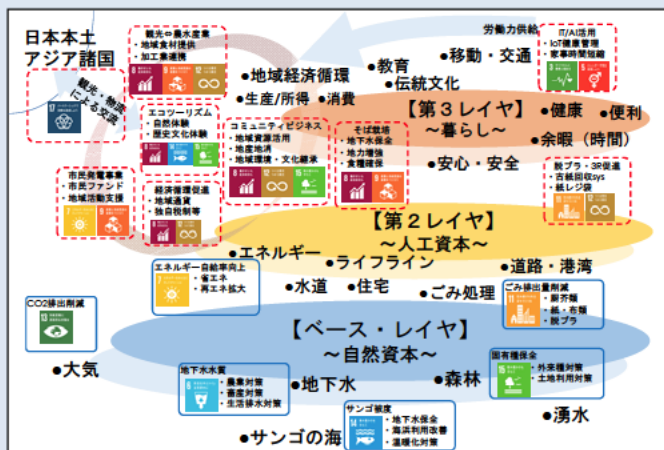 日本本土
アジア諸国
観光⇔農水産業
・地域食材提供
・加工業連携
労働力供給
IT/AI活用
・IoT健康管理
・家事時間短縮
観光・物流
による交流
●地域経済循環
●生産/所得 ●消費
●教育
●伝統文化
●移動・交通
【第3レイヤ】
～暮らし～
●健康
●便利
●余暇（時間）
●安心・安全
エコツーリズム
・自然体験
・歴史文化体験
コミュニティビジネス
・地域資源活用
・地産地消
・地域環境・文化継承
そば栽培
・地下水保全
・地力増強
・食糧確保
脱プラ・3R促進
・古紙回収sys
・紙レジ袋
市民発電事業
・市民ファンド
・地域活動支援
経済循環促進
・地域通貨
・独自税制等
【第2レイヤ】
～人工資本～
●エネルギー
●ライフライン
●水道
●住宅
●ごみ処理
●道路・港湾
エネルギー自給率向上
・省エネ
・再エネ拡大
ごみ排出量削減
・厨芥類
・紙・布類
・脱プラ
CO2排出削減
●大気
【ベース・レイヤ】
～自然資本～
地下水水質
・農業対策
・畜産対策
・生活排水対策
●地下水
●森林
固有種保全
・外来種対策
・土地利用対策
●湧水
サンゴ被度
・地下水保全
・海浜利用改善
・温暖化対策
●サンゴの海